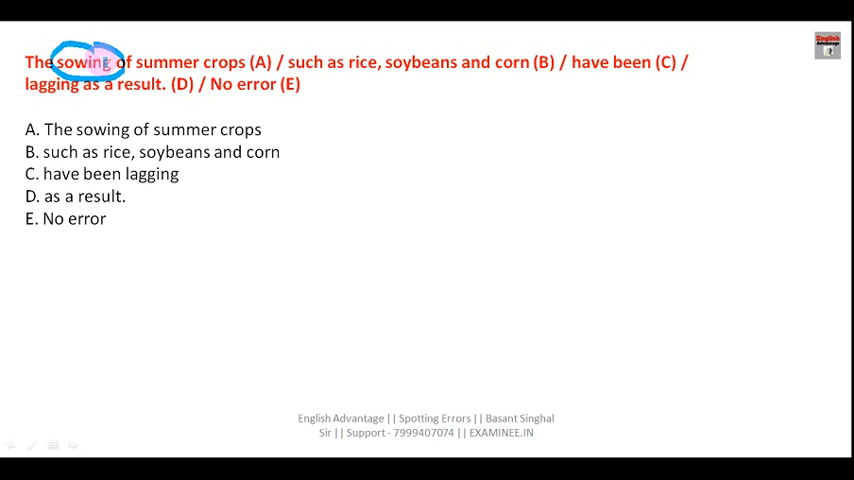 English
Advantage
The sowing of summer crops (A) / such as rice, soybeans and corn (B) / have been (C) /
lagging as a result. (D) / No error (E)
A. The sowing of summer crops
B. such as rice, soybeans and corn
C. have been lagging
D. as a result.
E. No error
English Advantage || Spotting Errors || Basant Singhal
Sir || Support - 7999407074 || EXAMINEE.IN